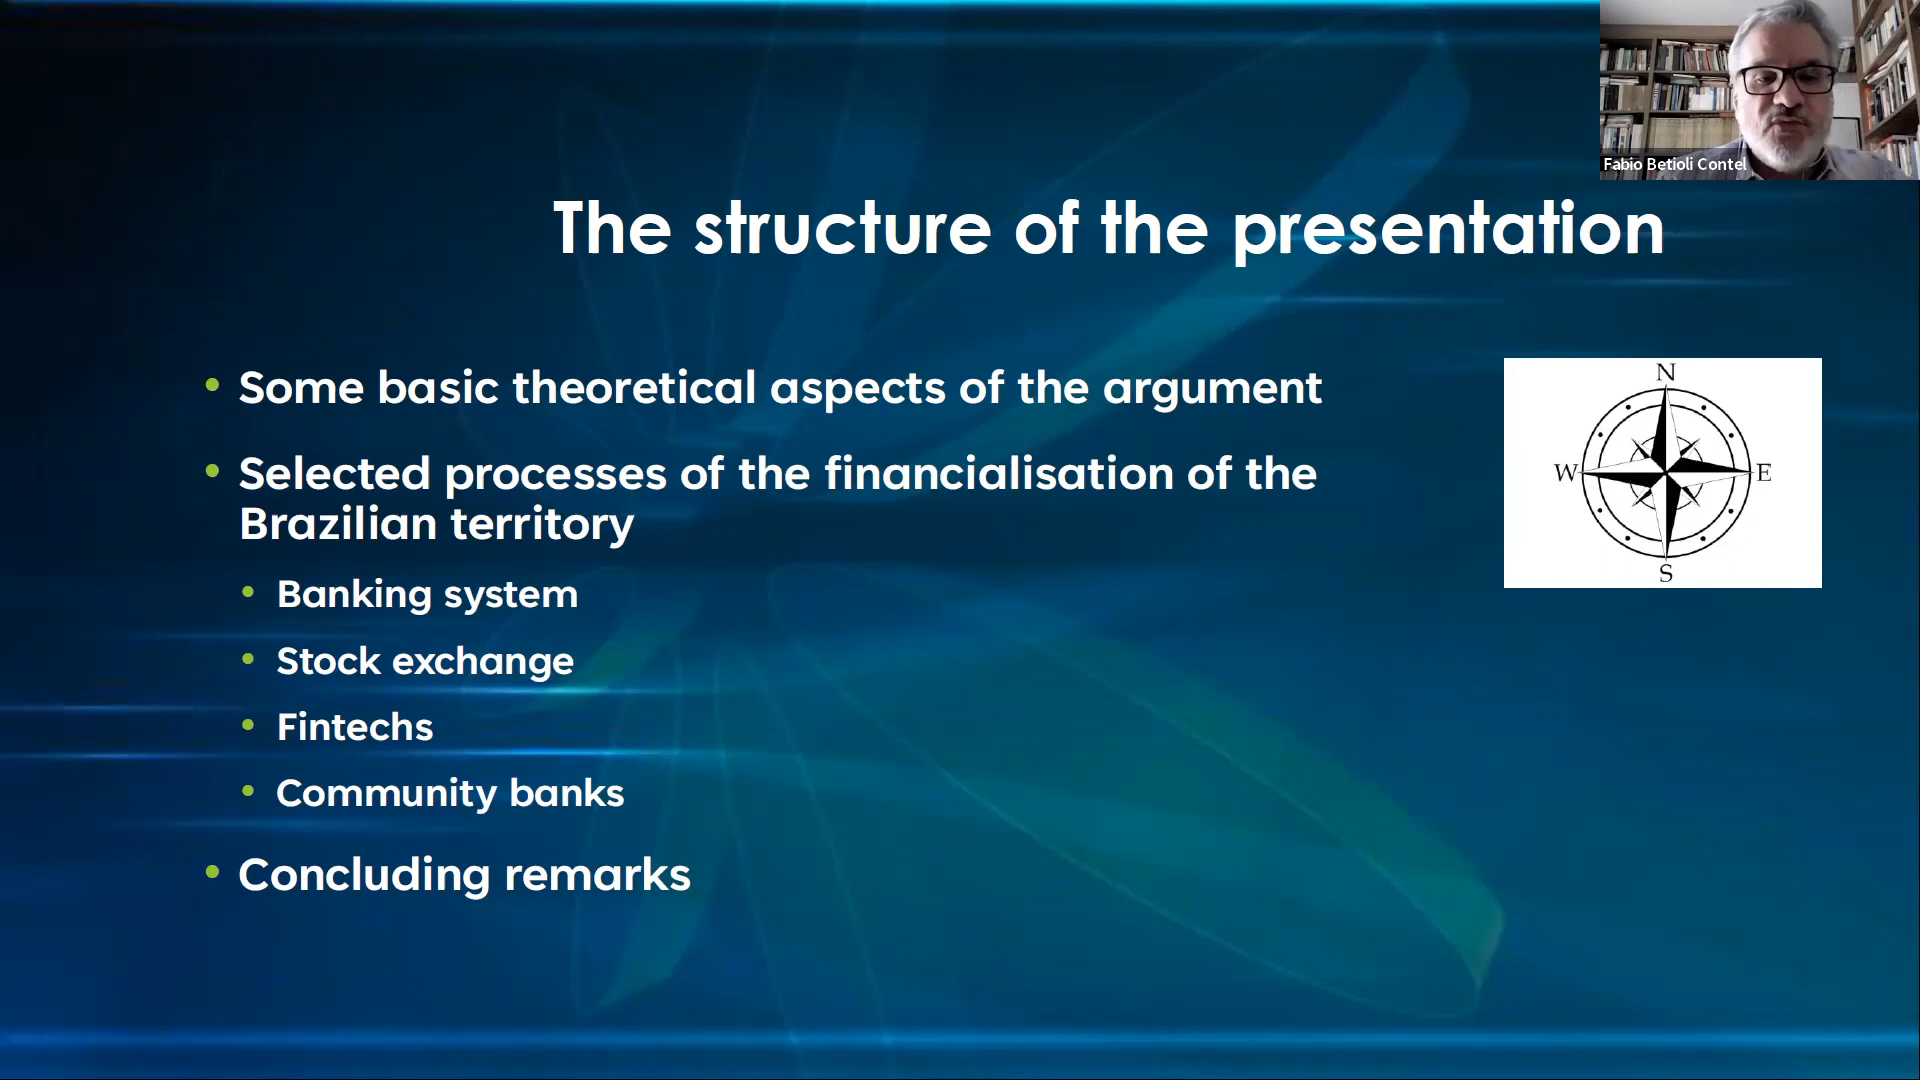 Fabio Betioli Contel
The structure of the presentation
• Some basic theoretical aspects of the argument
• Selected processes of the financialisation of the
Brazilian territory
• Banking system
• Stock exchange
• Fintechs
• Community banks
• Concluding remarks
N
W
E
S